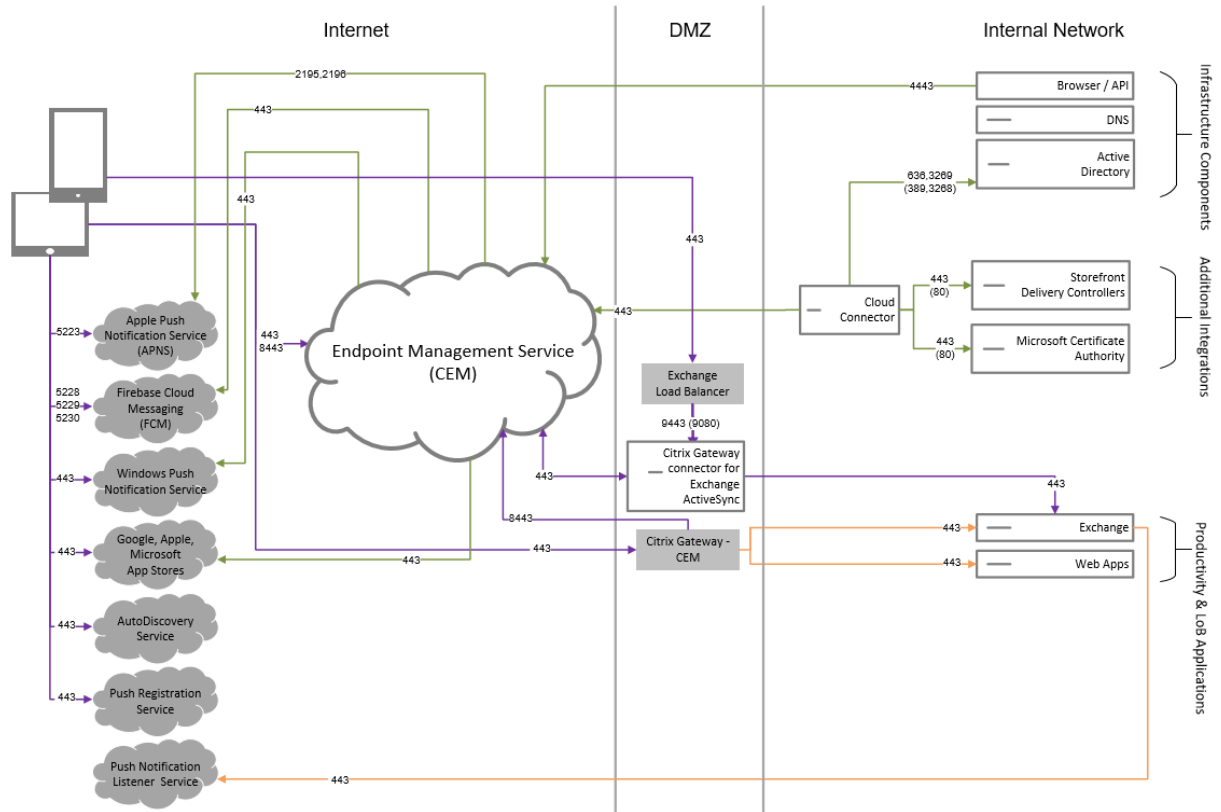 Internet
DMZ
Internal Network
2195,2196
443
443
4443
Browser / API
DNS
Active
Directory
636,3269
(389,3268)
Infrastructure Components
443
443
(80)
Storefront
Delivery Controllers
Cloud
Connector
443
443
(80)
Microsoft Certificate
Authority
Additional Integrations
5223
Apple Push
Notification Service
(APNS)
443
8443
Endpoint Management Service
(CEM)
Exchange
Load Balancer
5228
5229
5230
Firebase Cloud
Messaging
(FCM)
9443 (9080)
443
Windows Push
Notification Service
443
Citrix Gateway
connector for
Exchange
ActiveSync
443
8443
443
Exchange
443
Google, Apple,
Microsoft
App Stores
443
443
Citrix Gateway -
CEM
443
Web Apps
Productivity & LoB Applications
443
AutoDiscovery
Service
443
Push Registration
Service
Push Notification
Listener Service
443